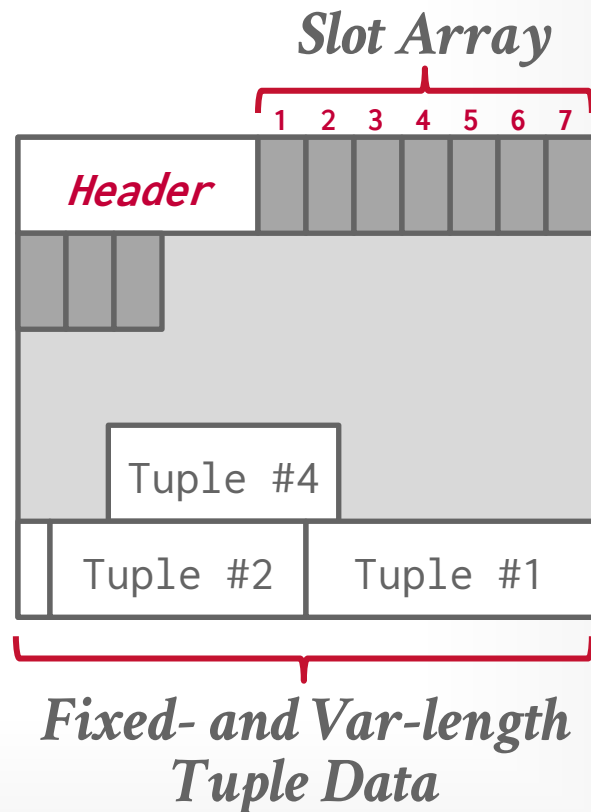 Slot Array
1 2 3 4 5 6 7
Header
Tuple #4
Tuple #2 Tuple #1
Fixed- and Var-length
Tuple Data